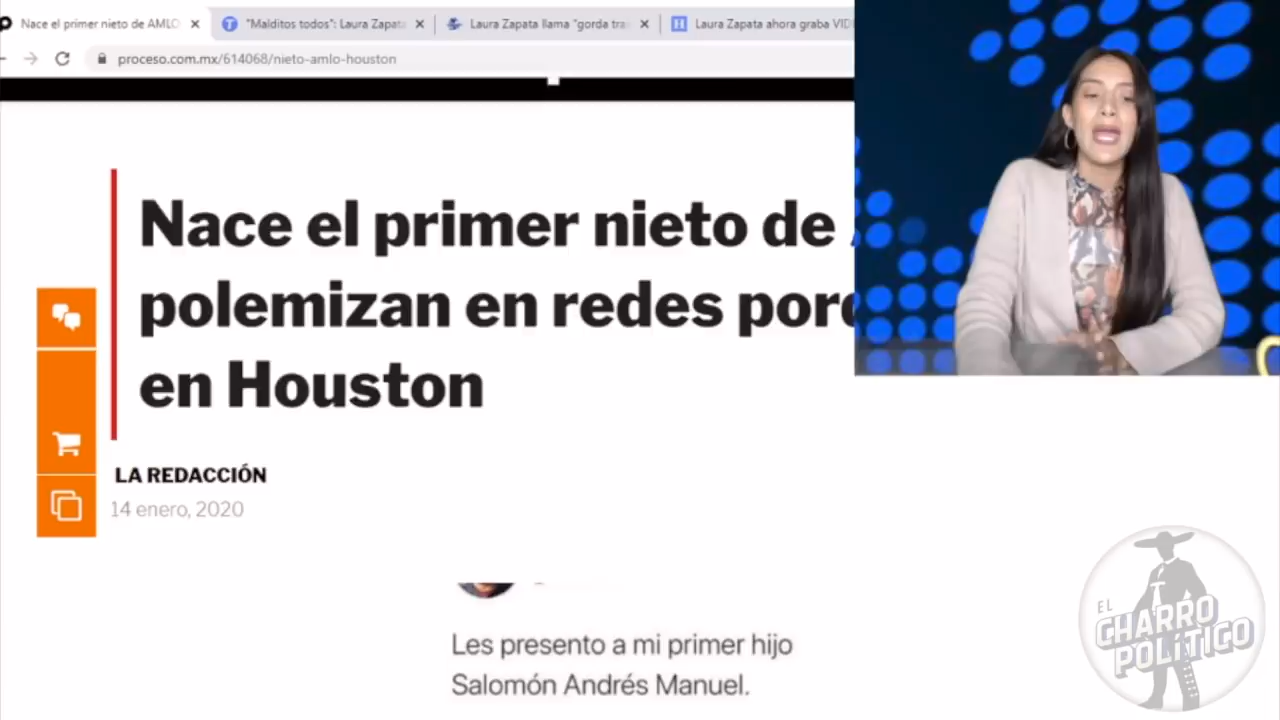 Nace el primer nieto de AMLO
"Malditos todos": Laura Zapata
Laura Zapata llama "gorda tra
Laura Zapata ahora graba VID
proceso.com.mx/614068/nieto-amlo-houston
Nace el primer nieto de
polemizan en redes por
en Houston
LA REDACCIÓN
14 enero, 2020
Les presento a mi primer hijo
Salomón Andrés Manuel.
EL
CHARRO
POLÍTICO